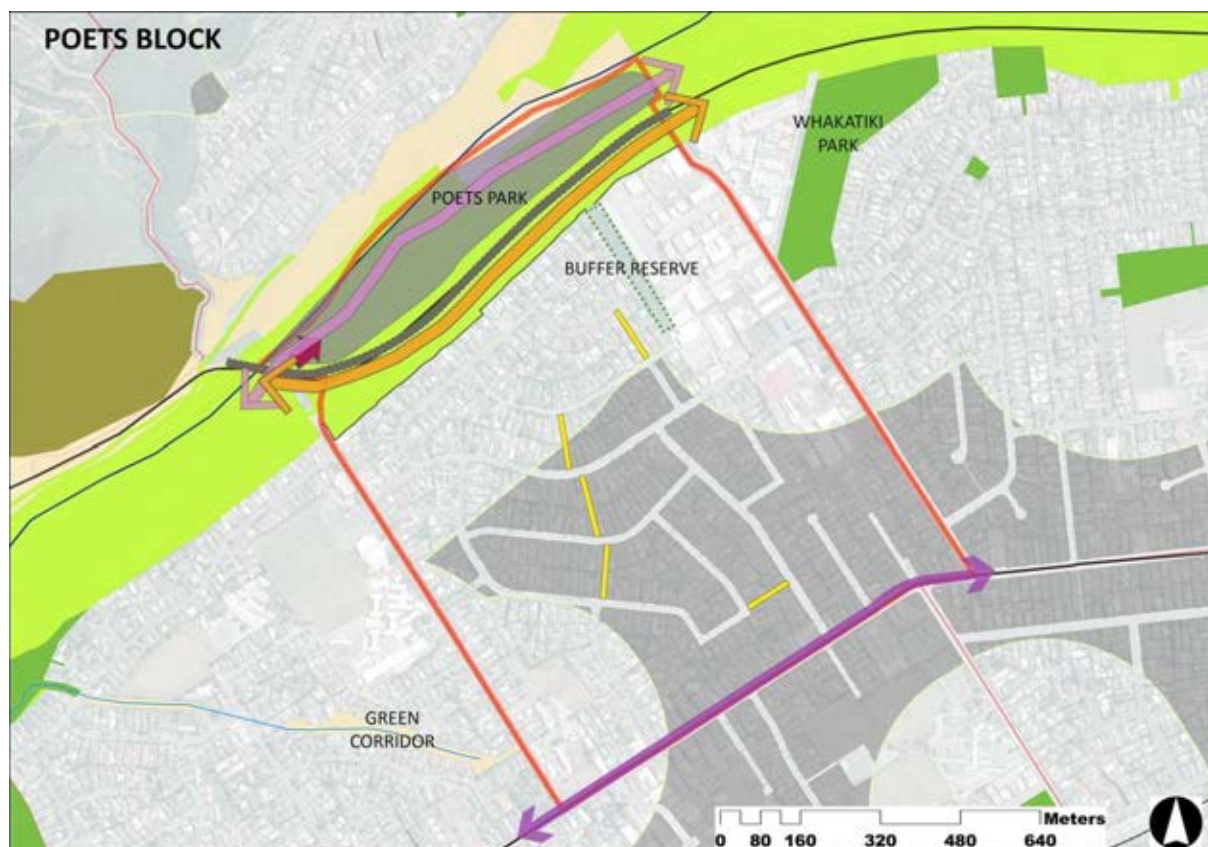 POETS BLOCK
WHAKATIKI
PARK
POETS PARK
BUFFER RESERVE
GREEN
CORRIDOR
Meters
0 80 160 320 480 640